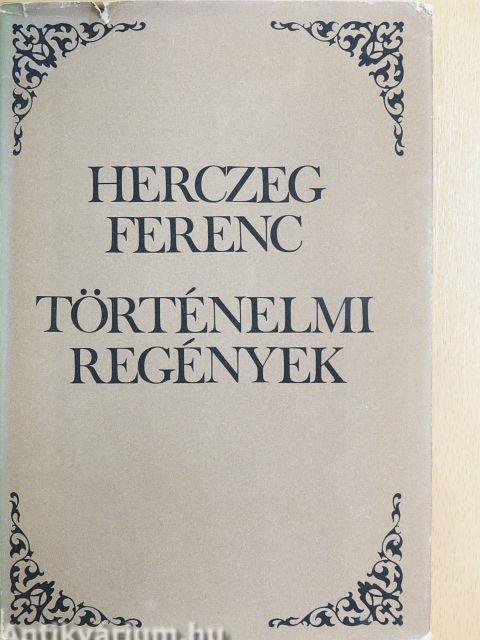 HERCZEG
FERENC
TÖRTÉNELMI
REGÉNYEK
Antikvarium.hu